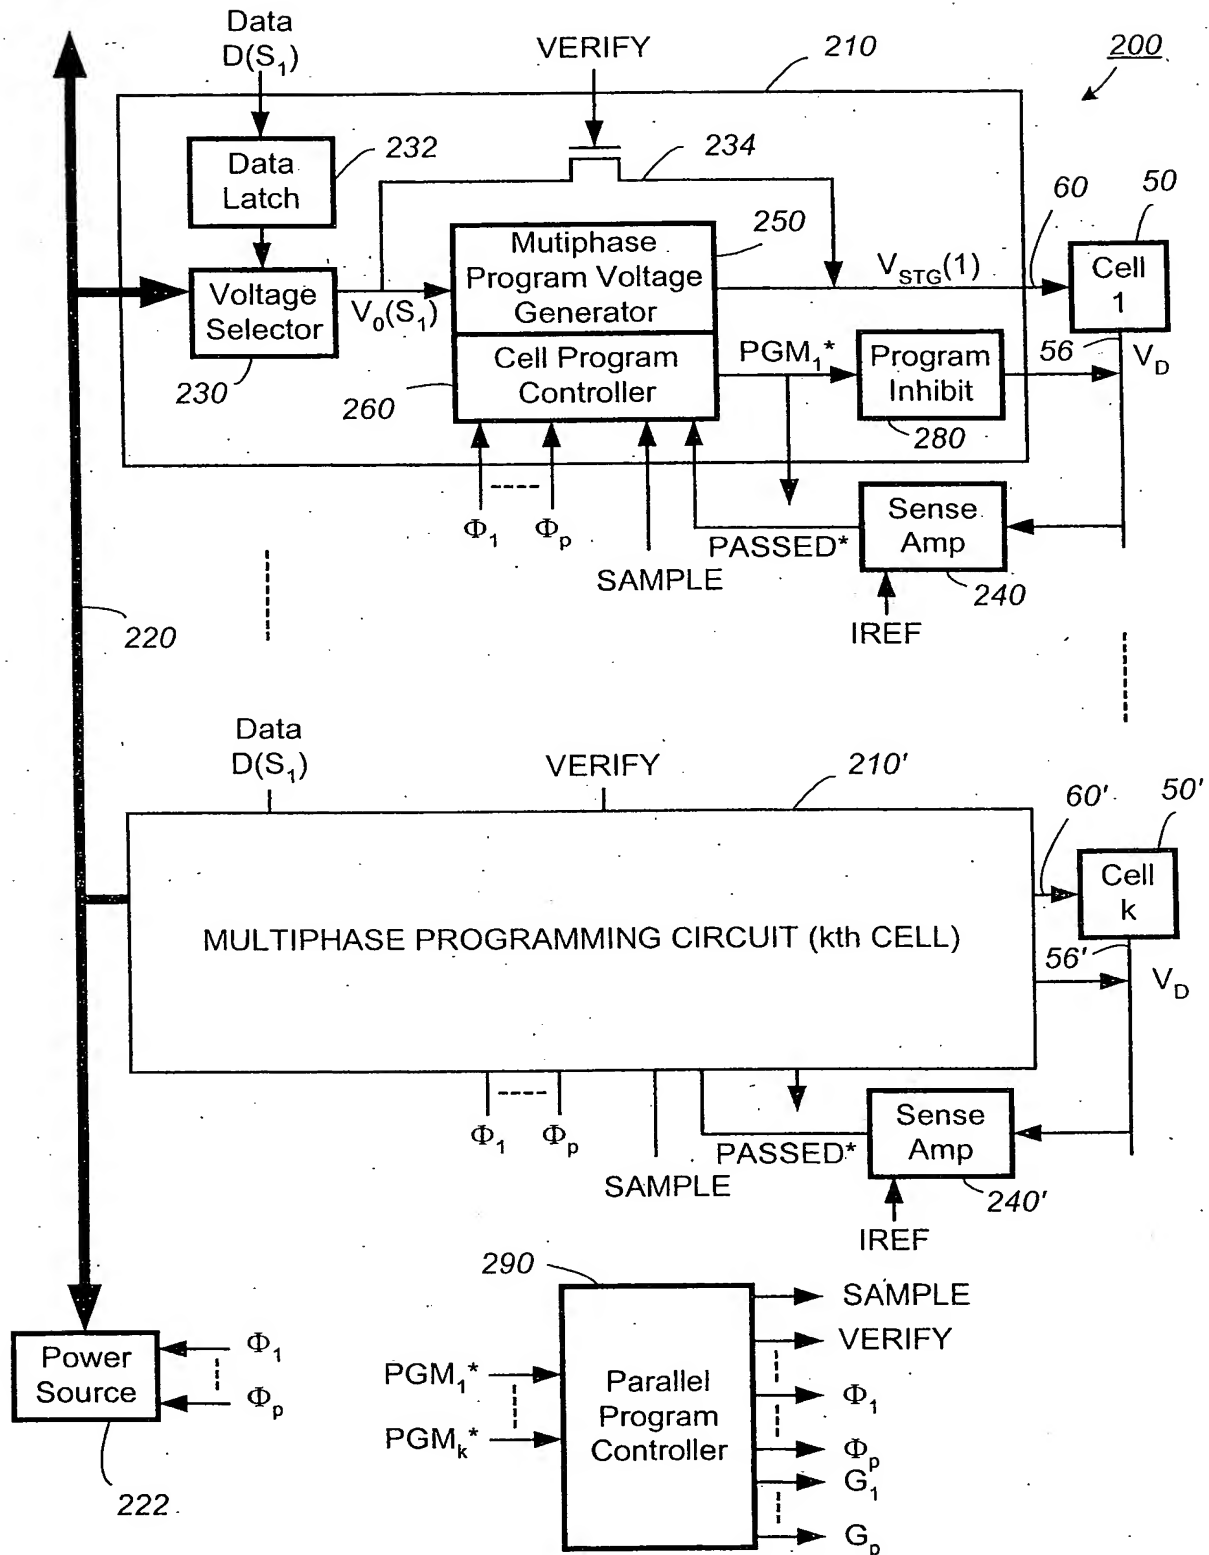 Data
D(S₁)
VERIFY
210
200
Data
Latch
232
234
Voltage
Selector
230
V₀(S₁)
Mutiphase
Program Voltage
Generator
250
Cell Program
Controller
260
V_STG(1)
60
50
Cell
1
56
V_D
PGM₁*
Program
Inhibit
280
Φ₁
Φₚ
SAMPLE
PASSED*
Sense
Amp
240
IREF
220
Data
D(S₁)
VERIFY
210'
60'
50'
Cell
k
MULTIPHASE PROGRAMMING CIRCUIT (kth CELL)
56'
V_D
Φ₁
Φₚ
SAMPLE
PASSED*
Sense
Amp
240'
IREF
290
Power
Source
Φ₁
Φₚ
222
PGM₁*
PGMₖ*
Parallel
Program
Controller
SAMPLE
VERIFY
Φ₁
Φₚ
G₁
Gₚ